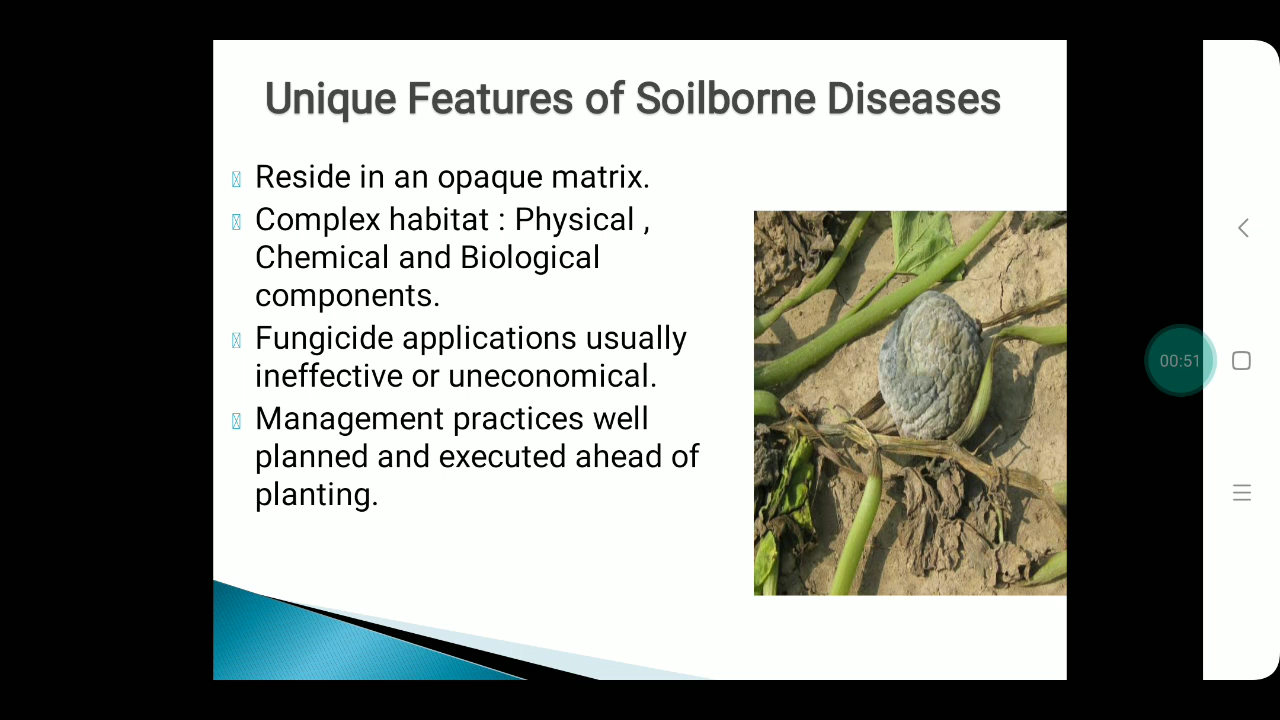 Unique Features of Soilborne Diseases
Reside in an opaque matrix.
Complex habitat : Physical ,
Chemical and Biological
components.
Fungicide applications usually
ineffective or uneconomical.
Management practices well
planned and executed ahead of
planting.
00:51